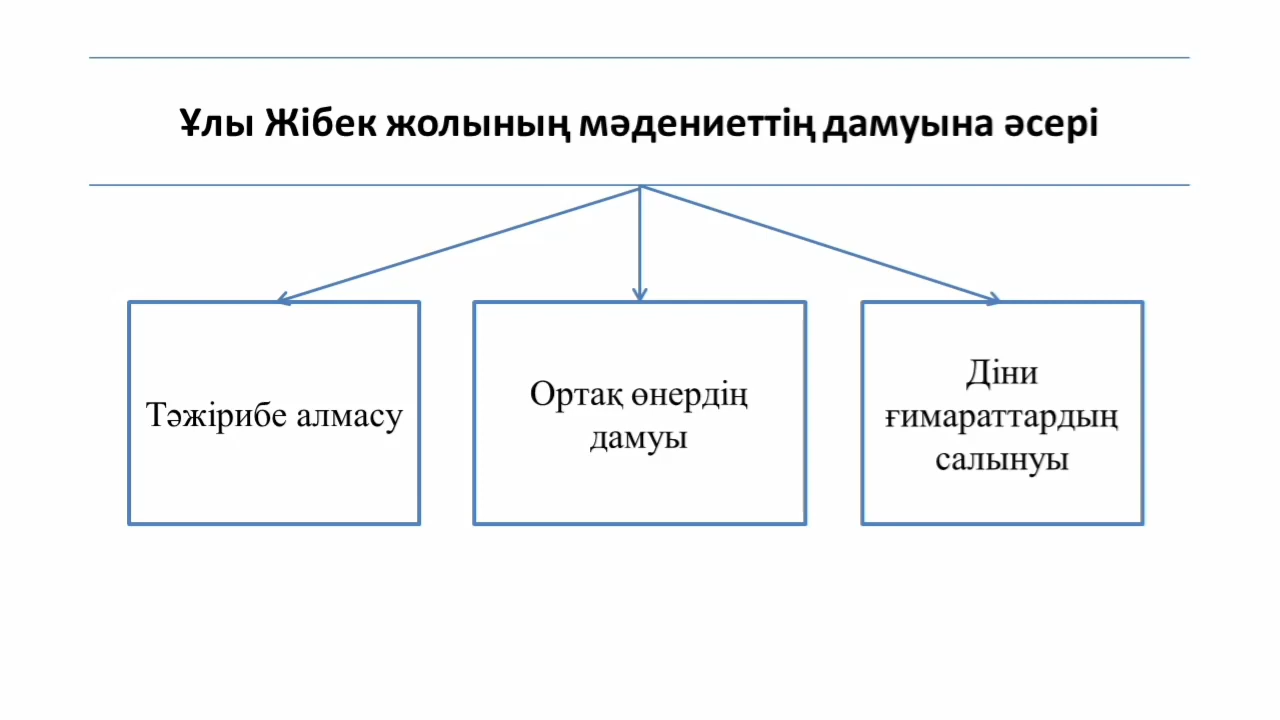 Ұлы Жібек жолының мәдениеттің дамуына әсері
Тәжірибе алмасу
Ортақ өнердің
дамуы
Діни
ғимараттардың
салынуы